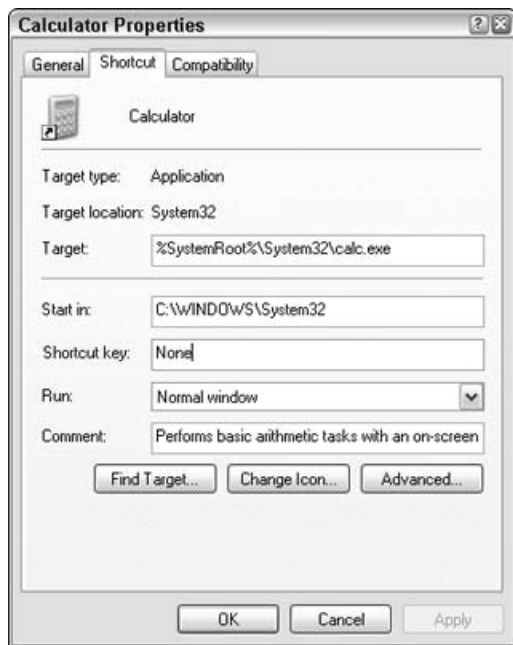 Calculator Properties
General Shortcut Compatibility
Calculator
Target type: Application
Target location: System32
Target: %SystemRoot%\System32\calc.exe
Start in: C:\WINDOWS\System32
Shortcut key: None
Run: Normal window
Comment: Performs basic arithmetic tasks with an on-screen
Find Target... Change Icon... Advanced...
OK Cancel Apply